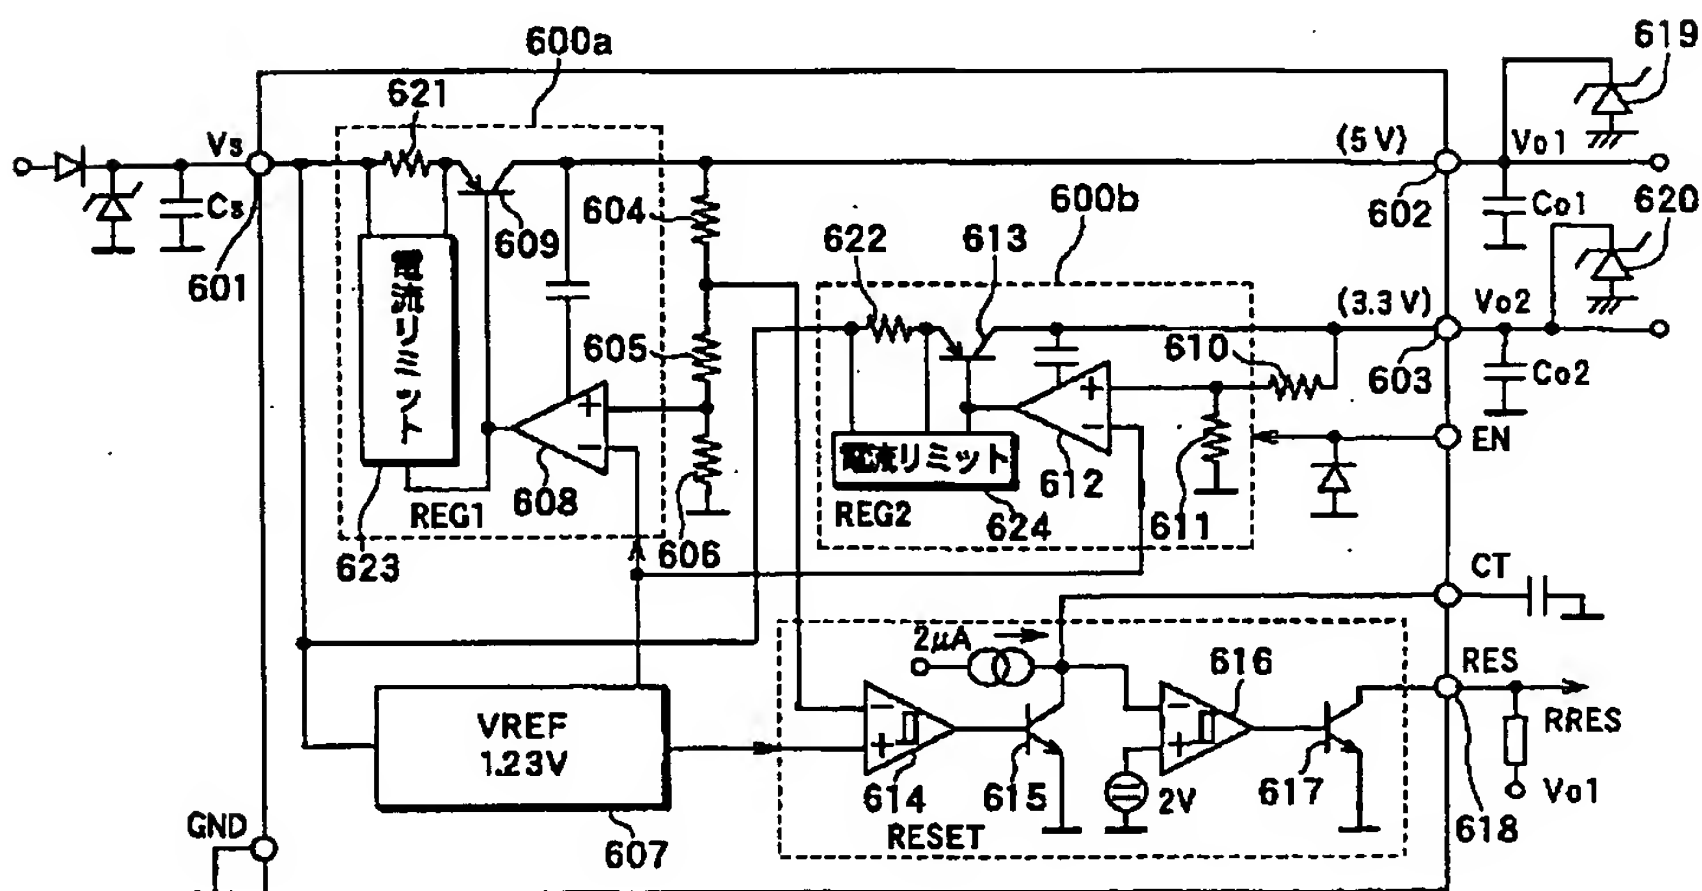 600a
619
621
Vs
(5V)
Vo1
604
600b
602
Co1
620
Cs
609
622
613
601
電流リミット
(3.3V)
Vo2
605
610
603
Co2
+
−
+
−
EN
電流リミット
608
612
REG1
REG2
624
611
623
606
CT
2μA
616
RES
VREF
1.23V
−
+
−
+
RRES
614
615
2V
617
Vo1
GND
607
RESET
618